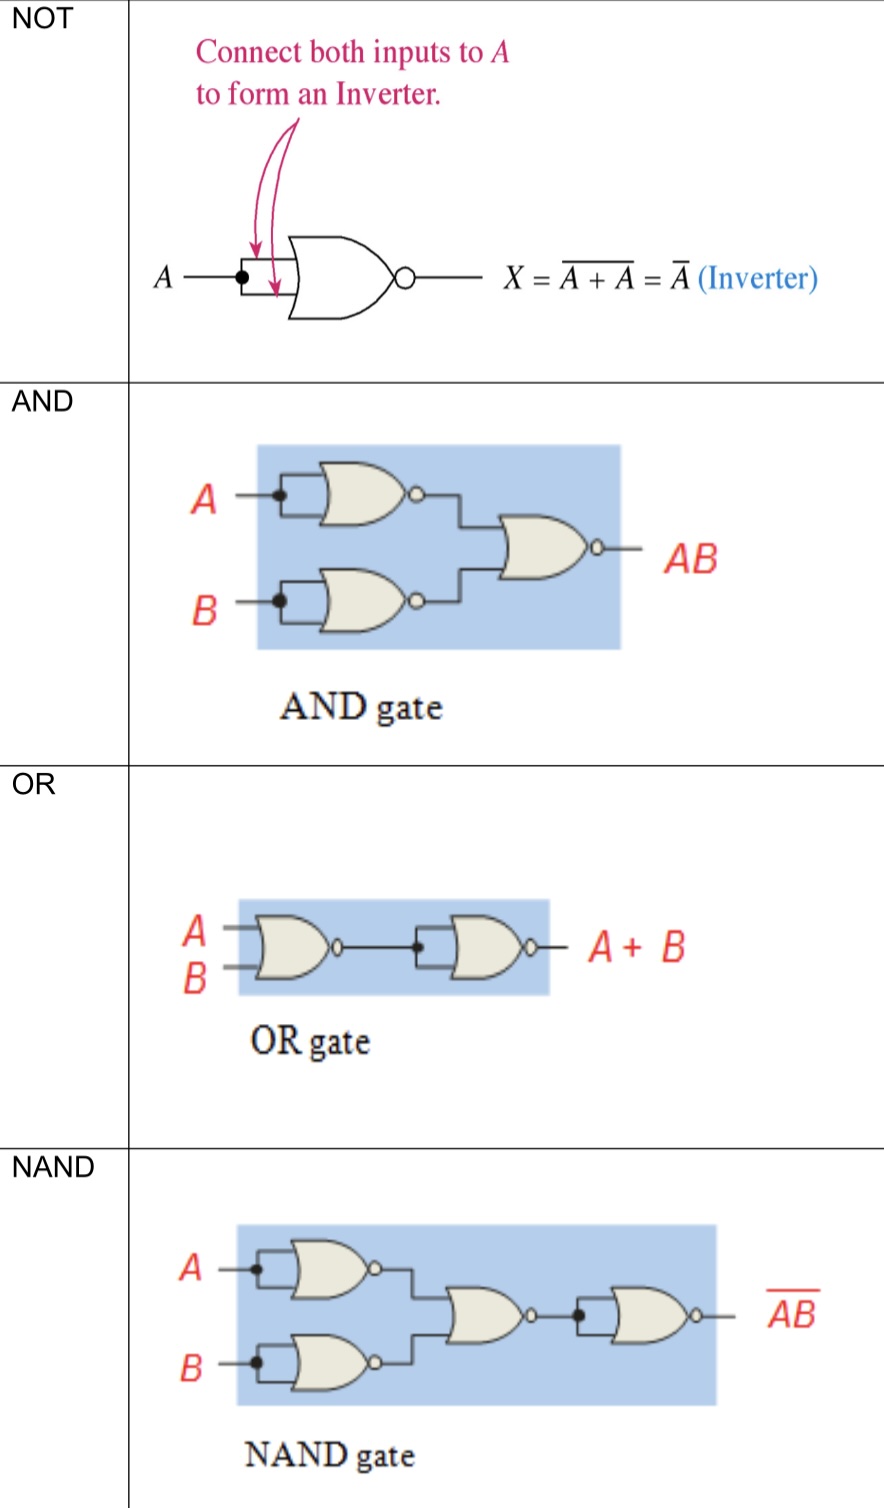 NOT
Connect both inputs to A
to form an Inverter.
A
X = \overline{A + A} = \overline{A} (Inverter)
AND
A
B
AB
AND gate
OR
A
B
A + B
OR gate
NAND
A
B
\overline{AB}
NAND gate